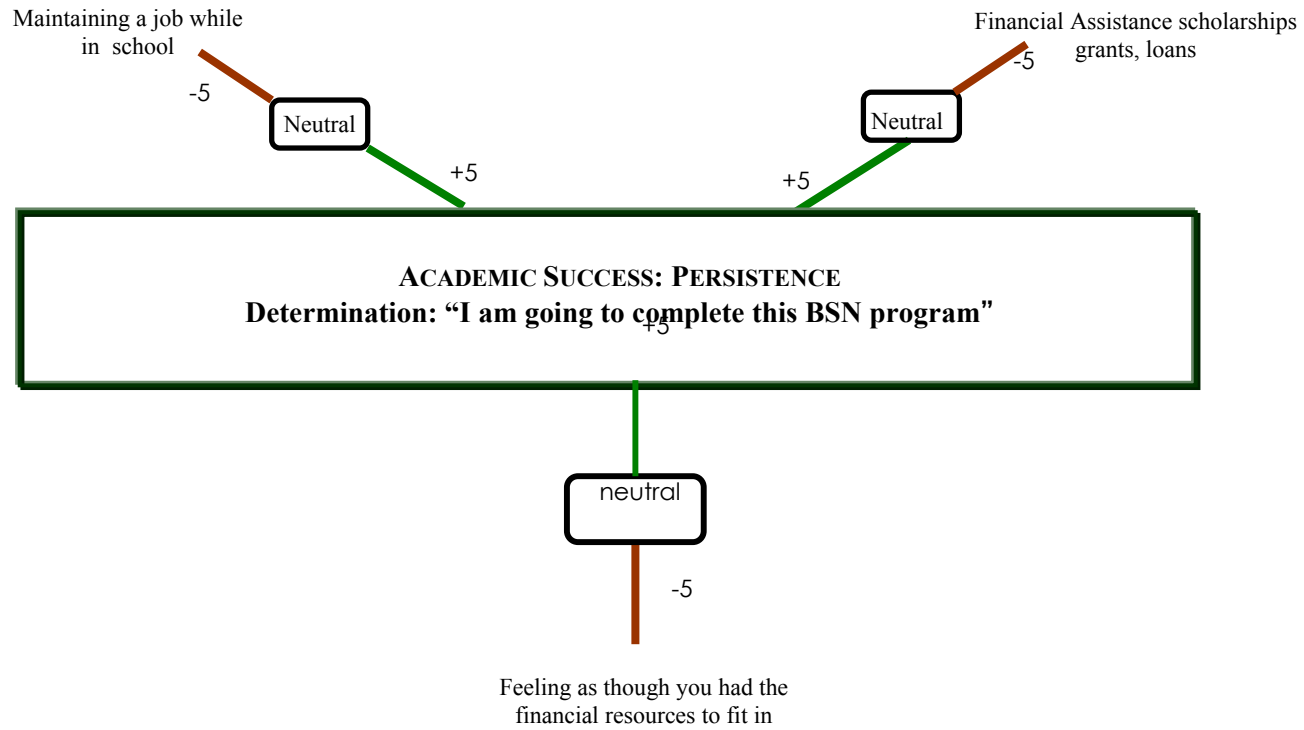 Maintaining a job while
in school
-5
Neutral
+5
Financial Assistance scholarships
grants, loans
-5
Neutral
+5
ACADEMIC SUCCESS: PERSISTENCE
Determination: “I am going to complete this BSN program”
+5
neutral
-5
Feeling as though you had the
financial resources to fit in